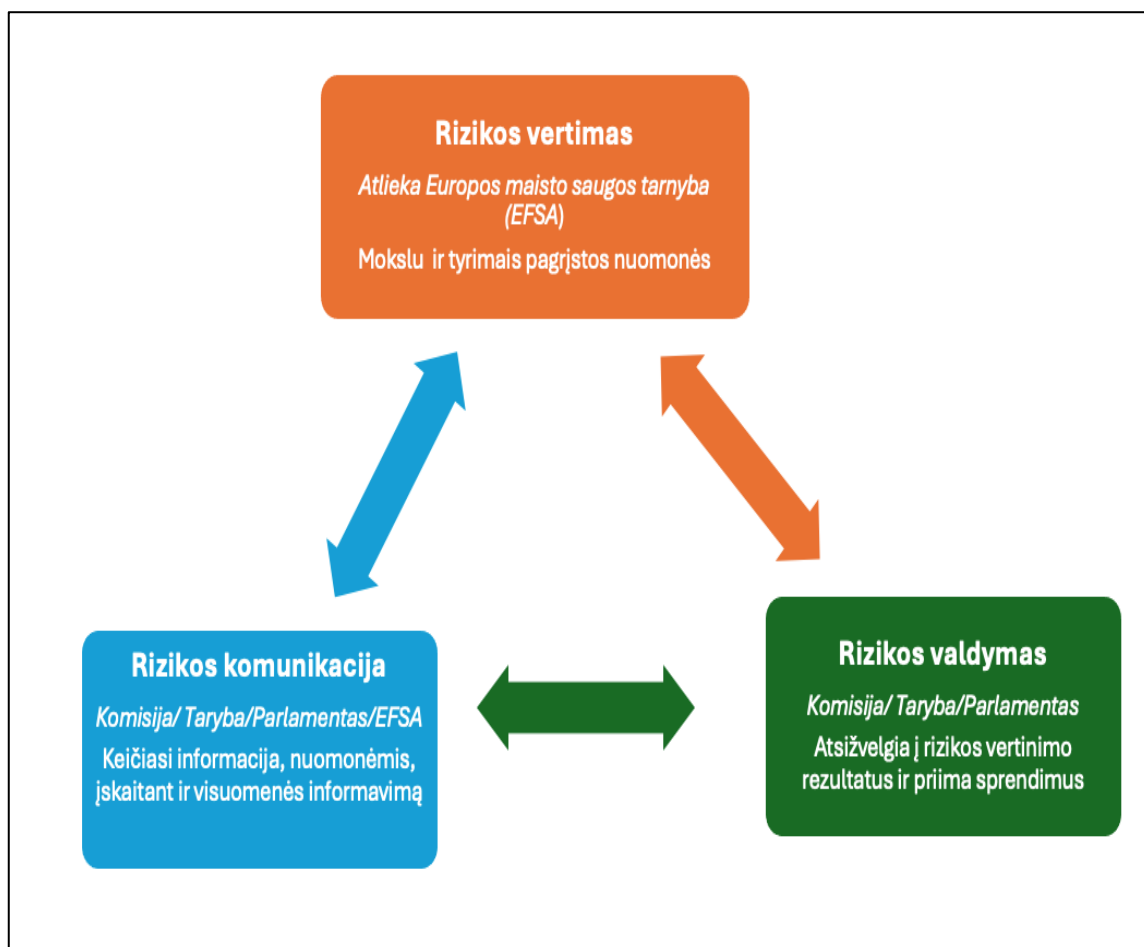 Rizikos vertimas
Atlieka Europos maisto saugos tarnyba
(EFSA)
Mokslu ir tyrimais pagrįstos nuomonės
Rizikos komunikacija
Komisija/ Taryba/Parlamentas/EFSA
Keičiasi informacija, nuomonėmis,
įskaitant ir visuomenės informavimą
Rizikos valdymas
Komisija/ Taryba/Parlamentas
Atsižvelgia į rizikos vertinimo
rezultatus ir priima sprendimus